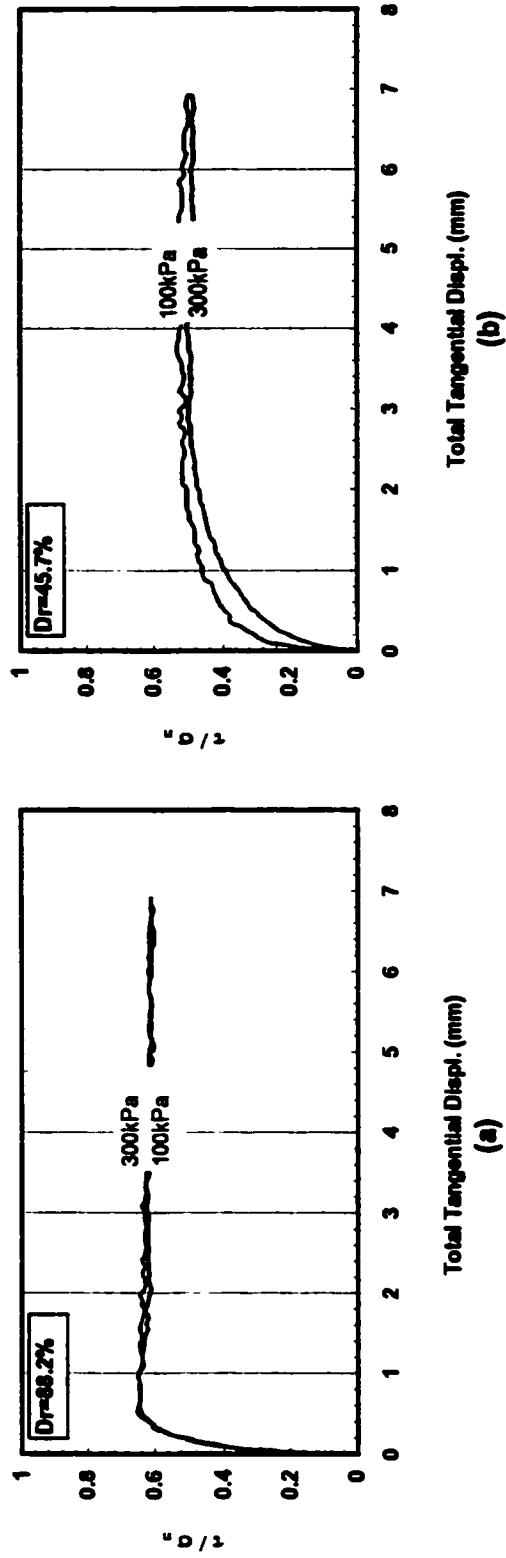 Dr=88.2%
1
0.8
0.6
0.4
0.2
0
τ / σn
300kPa
100kPa
0 1 2 3 4 5 6 7 8
Total Tangential Displ. (mm)
(a)
Dr=45.7%
1
0.8
0.6
0.4
0.2
0
τ / σn
100kPa
300kPa
0 1 2 3 4 5 6 7 8
Total Tangential Displ. (mm)
(b)